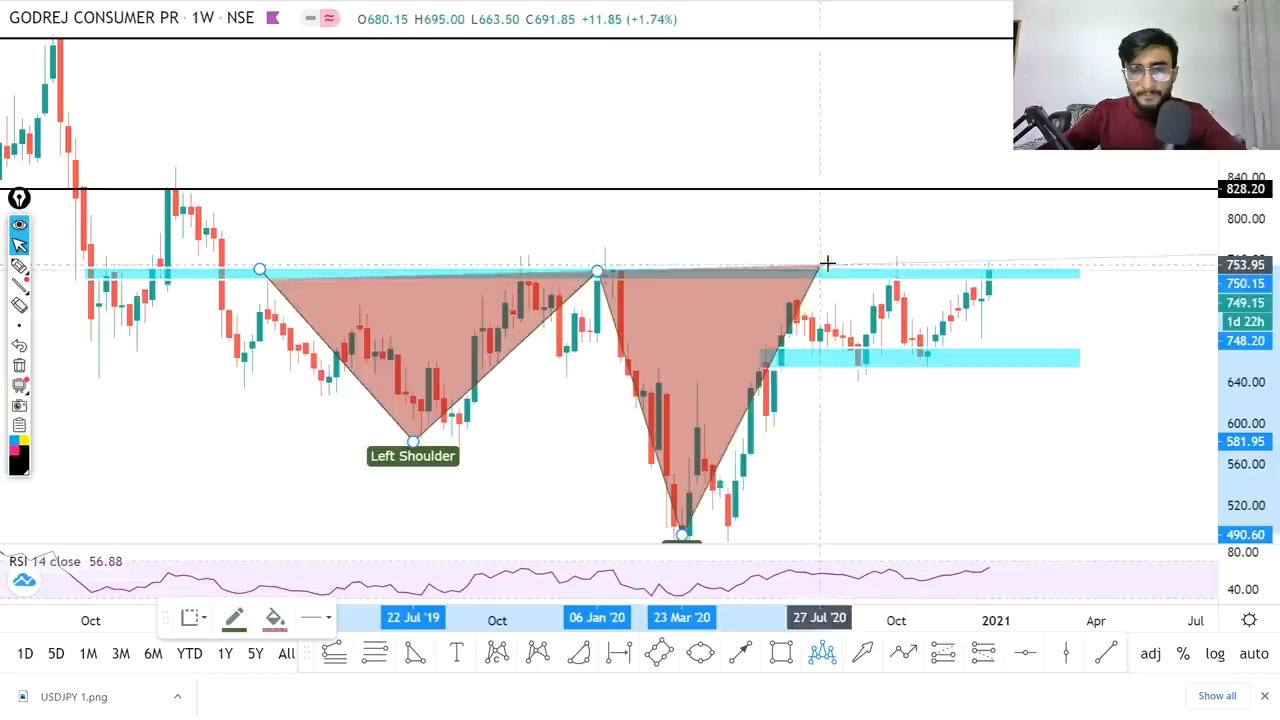 GODREJ CONSUMER PR · 1W · NSE
O680.15 H695.00 L663.50 C691.85 +11.85 (+1.74%)
840.00
828.20
800.00
753.95
750.15
749.15
1d 22h
748.20
640.00
600.00
581.95
560.00
520.00
490.60
Left Shoulder
RSI 14 close 56.88
80.00
40.00
Oct
22 Jul '19
Oct
06 Jan '20
23 Mar '20
27 Jul '20
Oct
2021
Apr
Jul
1D 5D 1M 3M 6M YTD 1Y 5Y All
adj % log auto
USDJPY 1.png
Show all